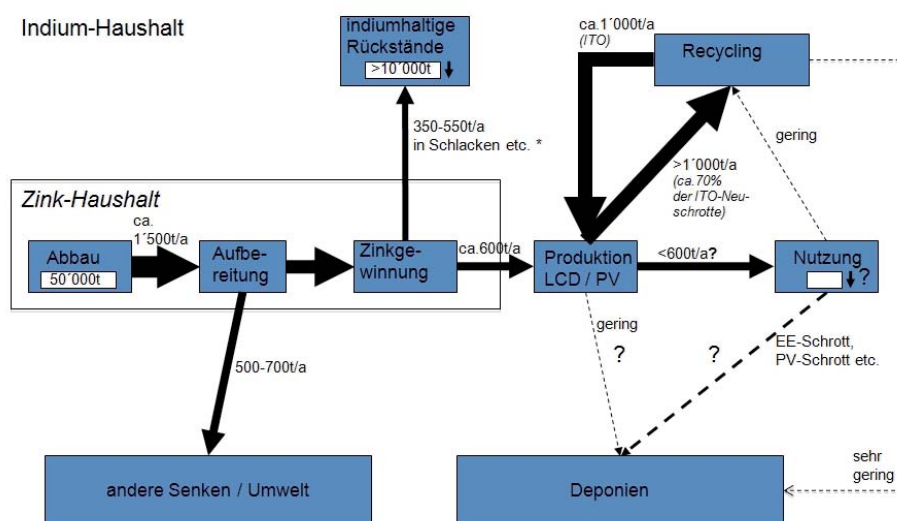 Indium-Haushalt
indiumhaltige
Rückstände
>10´000t
ca.1´000t/a
(ITO)
Recycling
350-550t/a
in Schlacken etc. *
gering
>1´000t/a
(ca.70%
der ITO-Neu-
schrotte)
Zink-Haushalt
ca.
1´500t/a
Abbau
50´000t
Aufbe-
reitung
Zinkge-
winnung
ca.600t/a
Produktion
LCD / PV
<600t/a?
Nutzung
?
gering
?
?
EE-Schrott,
PV-Schrott etc.
500-700t/a
andere Senken / Umwelt
Deponien
sehr
gering